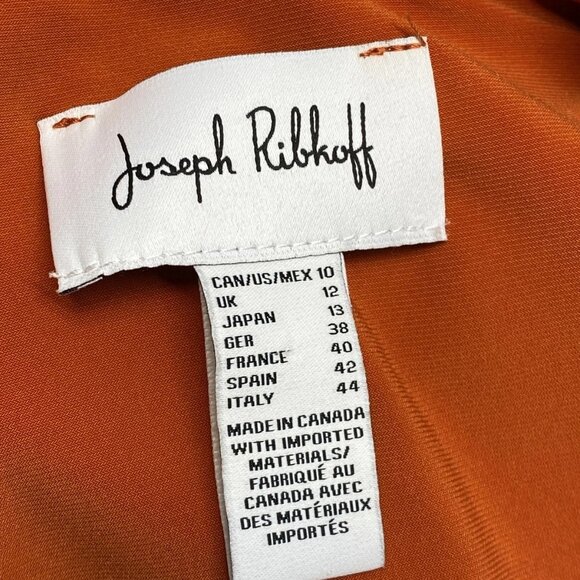 Joseph Ribkoff
CAN/US/MEX 10
UK 12
JAPAN 13
GER 38
FRANCE 40
SPAIN 42
ITALY 44
MADE IN CANADA
WITH IMPORTED
MATERIALS/
FABRIQUÉ AU
CANADA AVEC
DES MATÉRIAUX
IMPORTÉS